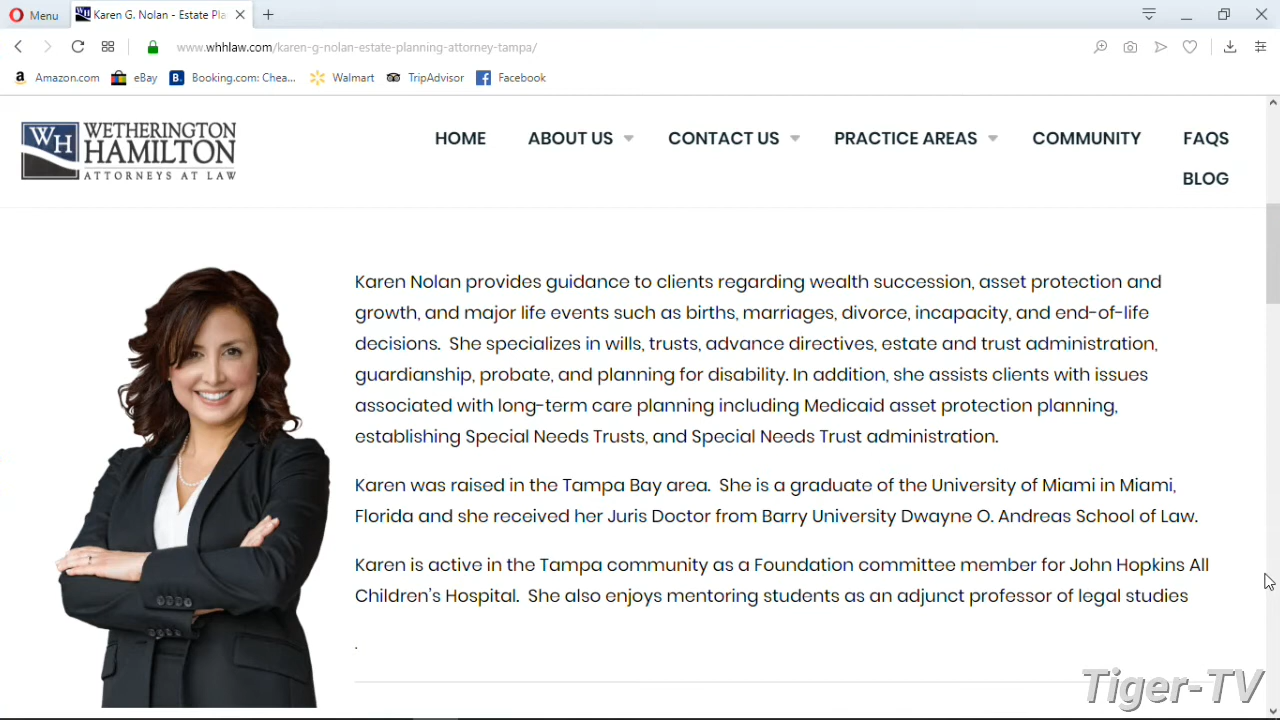 Menu
Karen G. Nolan - Estate Pla
www.whhlaw.com/karen-g-nolan-estate-planning-attorney-tampa/
Amazon.com eBay Booking.com: Chea... Walmart TripAdvisor Facebook
WH WETHERINGTON
HAMILTON
ATTORNEYS AT LAW
HOME ABOUT US CONTACT US PRACTICE AREAS COMMUNITY FAQS
BLOG
Karen Nolan provides guidance to clients regarding wealth succession, asset protection and
growth, and major life events such as births, marriages, divorce, incapacity, and end-of-life
decisions. She specializes in wills, trusts, advance directives, estate and trust administration,
guardianship, probate, and planning for disability. In addition, she assists clients with issues
associated with long-term care planning including Medicaid asset protection planning,
establishing Special Needs Trusts, and Special Needs Trust administration.
Karen was raised in the Tampa Bay area. She is a graduate of the University of Miami in Miami,
Florida and she received her Juris Doctor from Barry University Dwayne O. Andreas School of Law.
Karen is active in the Tampa community as a Foundation committee member for John Hopkins All
Children's Hospital. She also enjoys mentoring students as an adjunct professor of legal studies
.
Tiger-TV